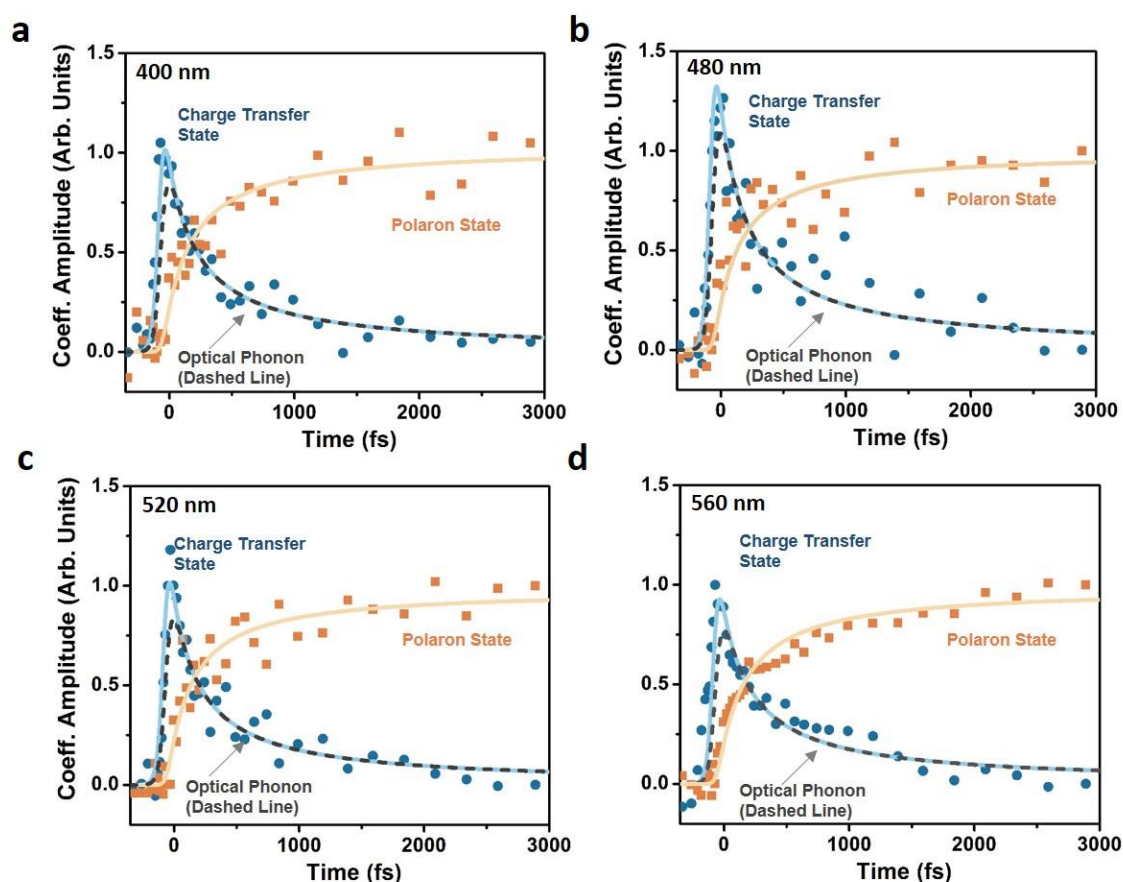 a
Coeff. Amplitude (Arb. Units)
1.5
1.0
0.5
0.0
400 nm
Charge Transfer
State
Polaron State
Optical Phonon
(Dashed Line)
0 1000 2000 3000
Time (fs)
b
Coeff. Amplitude (Arb. Units)
1.5
1.0
0.5
0.0
480 nm
Charge Transfer
State
Polaron State
Optical Phonon
(Dashed Line)
0 1000 2000 3000
Time (fs)
c
Coeff. Amplitude (Arb. Units)
1.5
1.0
0.5
0.0
520 nm
Charge Transfer
State
Polaron State
Optical Phonon
(Dashed Line)
0 1000 2000 3000
Time (fs)
d
Coeff. Amplitude (Arb. Units)
1.5
1.0
0.5
0.0
560 nm
Charge Transfer
State
Polaron State
Optical Phonon
(Dashed Line)
0 1000 2000 3000
Time (fs)